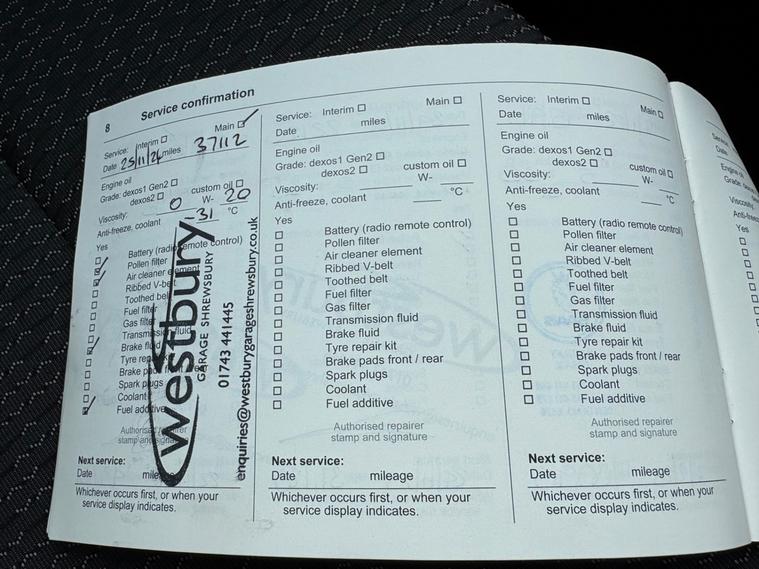 8 Service confirmation
Service: Interim ☐ Main ☑
Date 25/11/24 miles 37112
Engine oil
Grade: dexos1 Gen2 ☐ custom oil ☐
dexos2 ☐
Viscosity: 0 W- 20
Anti-freeze, coolant -31 °C
Yes
☐ Battery (radio remote control)
☑ Pollen filter
☑ Air cleaner element
☐ Ribbed V-belt
☐ Toothed belt
☐ Fuel filter
☐ Gas filter
☐ Transmission fluid
☑ Brake fluid
☐ Tyre repair
☐ Brake pads
☐ Spark plugs
☐ Coolant
☑ Fuel additive
Authorised repairer
stamp and signature
Westbury
GARAGE SHREWSBURY
01743 441445
enquiries@westburygarageshrewsbury.co.uk
Next service:
Date mileage
Whichever occurs first, or when your
service display indicates.
Service: Interim ☐ Main ☐
Date miles
Engine oil
Grade: dexos1 Gen2 ☐ custom oil ☐
dexos2 ☐
Viscosity: W-
Anti-freeze, coolant °C
Yes
☐ Battery (radio remote control)
☐ Pollen filter
☐ Air cleaner element
☐ Ribbed V-belt
☐ Toothed belt
☐ Fuel filter
☐ Gas filter
☐ Transmission fluid
☐ Brake fluid
☐ Tyre repair kit
☐ Brake pads front / rear
☐ Spark plugs
☐ Coolant
☐ Fuel additive
Authorised repairer
stamp and signature
Next service:
Date mileage
Whichever occurs first, or when your
service display indicates.
Service: Interim ☐ Main ☐
Date miles
Engine oil
Grade: dexos1 Gen2 ☐ custom oil ☐
dexos2 ☐
Viscosity: W-
Anti-freeze, coolant °C
Yes
☐ Battery (radio remote control)
☐ Pollen filter
☐ Air cleaner element
☐ Ribbed V-belt
☐ Toothed belt
☐ Fuel filter
☐ Gas filter
☐ Transmission fluid
☐ Brake fluid
☐ Tyre repair kit
☐ Brake pads front / rear
☐ Spark plugs
☐ Coolant
☐ Fuel additive
Authorised repairer
stamp and signature
Next service:
Date mileage
Whichever occurs first, or when your
service display indicates.